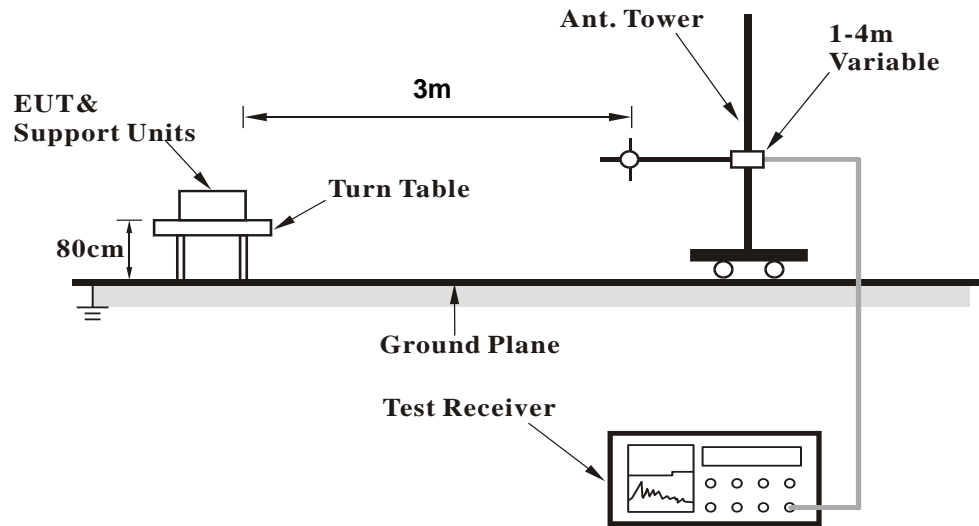 Ant. Tower
1-4m
Variable
3m
EUT&
Support Units
Turn Table
80cm
Ground Plane
Test Receiver